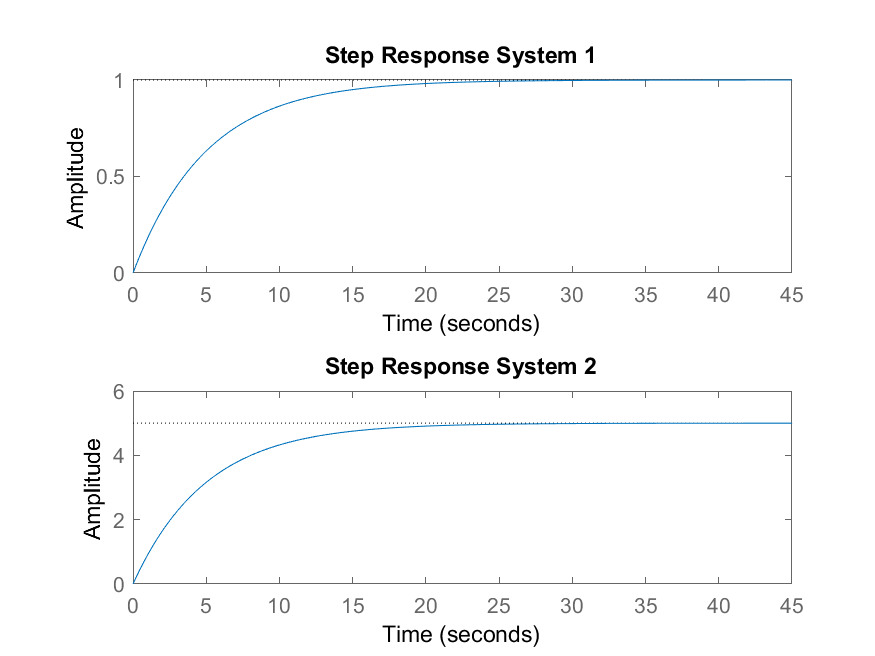 Step Response System 1
1
0.5
0
Amplitude
0 5 10 15 20 25 30 35 40 45
Time (seconds)
Step Response System 2
6
4
2
0
Amplitude
0 5 10 15 20 25 30 35 40 45
Time (seconds)